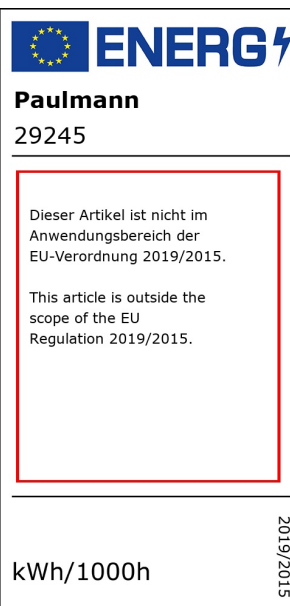 ENERG
Paulmann
29245
Dieser Artikel ist nicht im
Anwendungsbereich der
EU-Verordnung 2019/2015.
This article is outside the
scope of the EU
Regulation 2019/2015.
kWh/1000h
2019/2015